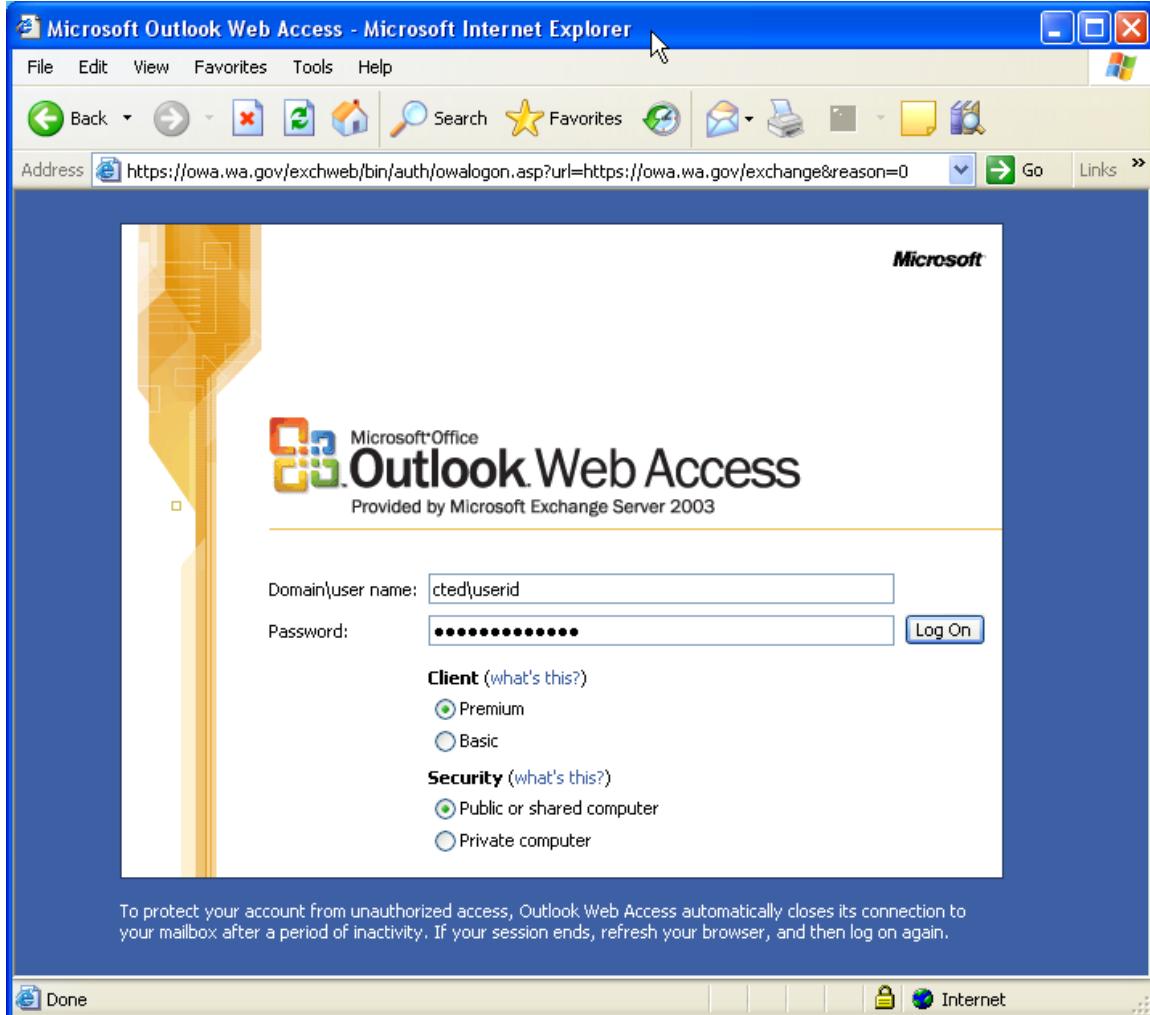 Microsoft Outlook Web Access - Microsoft Internet Explorer
File Edit View Favorites Tools Help
Back Search Favorites
Address https://owa.wa.gov/exchweb/bin/auth/owalogon.asp?url=https://owa.wa.gov/exchange&reason=0 Go Links »
Microsoft
Microsoft Office
Outlook Web Access
Provided by Microsoft Exchange Server 2003
Domain\user name: cted\userid
Password: ●●●●●●●●●●●●● Log On
Client (what's this?)
Premium
Basic
Security (what's this?)
Public or shared computer
Private computer
To protect your account from unauthorized access, Outlook Web Access automatically closes its connection to
your mailbox after a period of inactivity. If your session ends, refresh your browser, and then log on again.
Done Internet